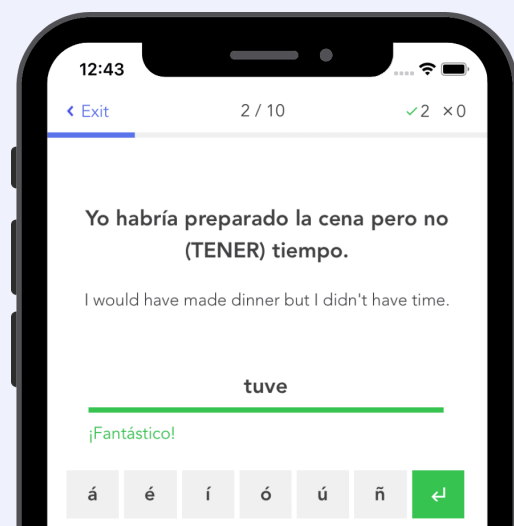 12:43
Exit
2 / 10
✓2 ×0
Yo habría preparado la cena pero no
(TENER) tiempo.
I would have made dinner but I didn't have time.
tuve
¡Fantástico!
á é í ó ú ñ